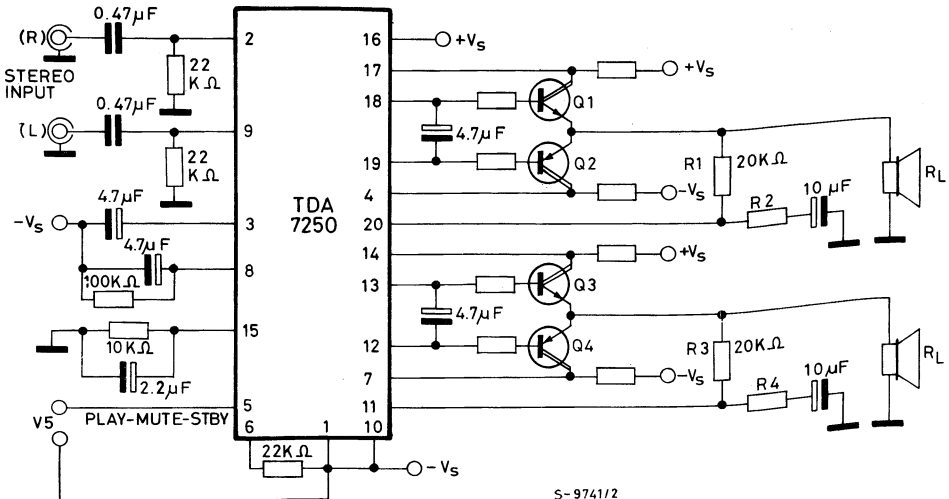 (R)
0.47µF
STEREO
INPUT
22
KΩ
2
(L)
0.47µF
22
KΩ
9
-Vs
4.7µF
3
4.7µF
8
100KΩ
15
10KΩ
2.2µF
V5
PLAY-MUTE-STBY
5
6
22KΩ
1
10
-Vs
TDA
7250
16
+Vs
17
+Vs
18
Q1
4.7µF
19
Q2
4
-Vs
20
R1
20KΩ
R2
10µF
RL
14
+Vs
13
Q3
4.7µF
12
Q4
7
-Vs
11
R3
20KΩ
R4
10µF
RL
S-9741/2